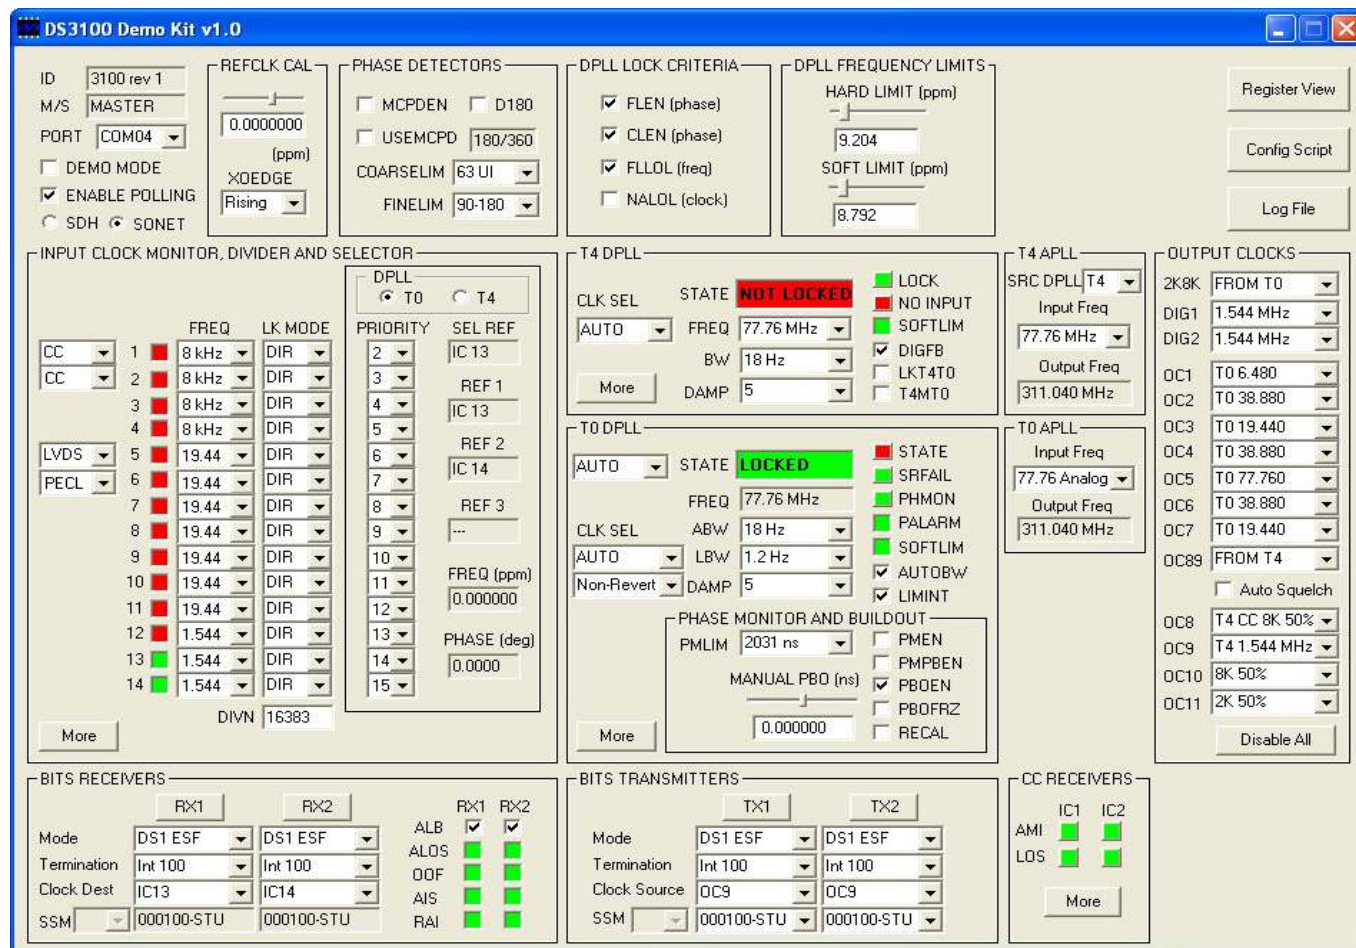 DS3100 Demo Kit v1.0
ID 3100 rev 1
M/S MASTER
PORT COM04
DEMO MODE
ENABLE POLLING
SDH SONET
REFCLK CAL
0.0000000
(ppm)
XOEDGE
Rising
PHASE DETECTORS
MCPDEN D180
USEMCPD 180/360
COARSELIM 63 UI
FINELIM 90-180
DPLL LOCK CRITERIA
FLEN (phase)
CLEN (phase)
FLLOL (freq)
NALOL (clock)
DPLL FREQUENCY LIMITS
HARD LIMIT (ppm)
9.204
SOFT LIMIT (ppm)
8.792
Register View
Config Script
Log File
INPUT CLOCK MONITOR, DIVIDER AND SELECTOR
DPLL
T0 T4
FREQ LK MODE PRIORITY SEL REF
CC 1 8 kHz DIR 2 IC 13
CC 2 8 kHz DIR 3 REF 1
3 8 kHz DIR 4 IC 13
4 8 kHz DIR 5 REF 2
LVDS 5 19.44 DIR 6 IC 14
PECL 6 19.44 DIR 7
7 19.44 DIR 8 REF 3
8 19.44 DIR 9 ---
9 19.44 DIR 10
10 19.44 DIR 11 FREQ (ppm)
11 19.44 DIR 12 0.000000
12 1.544 DIR 13 PHASE (deg)
13 1.544 DIR 14 0.0000
14 1.544 DIR 15
DIVN 16383
More
T4 DPLL
CLK SEL STATE NOT LOCKED LOCK
NO INPUT
AUTO FREQ 77.76 MHz SOFTLIM
BW 18 Hz DIGFB
LKT4T0
More DAMP 5 T4MT0
T0 DPLL
AUTO STATE LOCKED STATE
SRFAIL
FREQ 77.76 MHz PHMON
CLK SEL ABW 18 Hz PALARM
SOFTLIM
AUTO LBW 1.2 Hz AUTOBW
Non-Revert DAMP 5 LIMINT
PHASE MONITOR AND BUILDOUT
PMLIM 2031 ns PMEN
PMPBEN
MANUAL PBO (ns) PBOEN
PBOFRZ
0.000000 RECAL
More
T4 APLL
SRC DPLL T4
Input Freq
77.76 MHz
Output Freq
311.040 MHz
T0 APLL
Input Freq
77.76 Analog
Output Freq
311.040 MHz
OUTPUT CLOCKS
2K8K FROM T0
DIG1 1.544 MHz
DIG2 1.544 MHz
OC1 T0 6.480
OC2 T0 38.880
OC3 T0 19.440
OC4 T0 38.880
OC5 T0 77.760
OC6 T0 38.880
OC7 T0 19.440
OC89 FROM T4
Auto Squelch
OC8 T4 CC 8K 50%
OC9 T4 1.544 MHz
OC10 8K 50%
OC11 2K 50%
Disable All
BITS RECEIVERS
RX1 RX2 RX1 RX2
Mode DS1 ESF DS1 ESF ALB
Termination Int 100 Int 100 ALOS
OOF
Clock Dest IC13 IC14 AIS
SSM 000100-STU 000100-STU RAI
BITS TRANSMITTERS
TX1 TX2
Mode DS1 ESF DS1 ESF
Termination Int 100 Int 100
Clock Source OC9 OC9
SSM 000100-STU 000100-STU
CC RECEIVERS
IC1 IC2
AMI
LOS
More